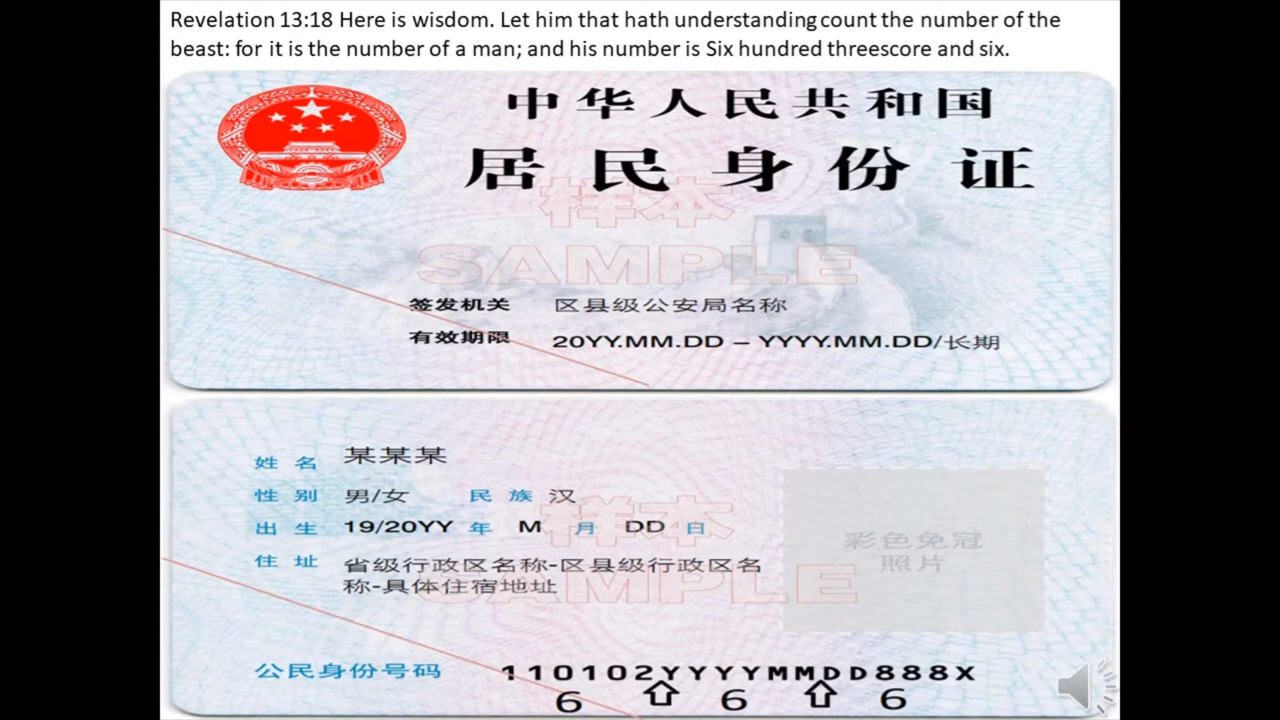 Revelation 13:18 Here is wisdom. Let him that hath understanding count the number of the
beast: for it is the number of a man; and his number is Six hundred threescore and six.
中华人民共和国
居民身份证
样本
SAMPLE
签发机关 区县级公安局名称
有效期限 20YY.MM.DD – YYYY.MM.DD/长期
姓名 某某某
性别 男/女 民族 汉
样本
出生 19/20YY 年 M 月 DD 日
彩色免冠
照片
住址 省级行政区名称-区县级行政区名
称-具体住宿地址
SAMPLE
公民身份号码 110102YYYYMMDD888X
6 6 6